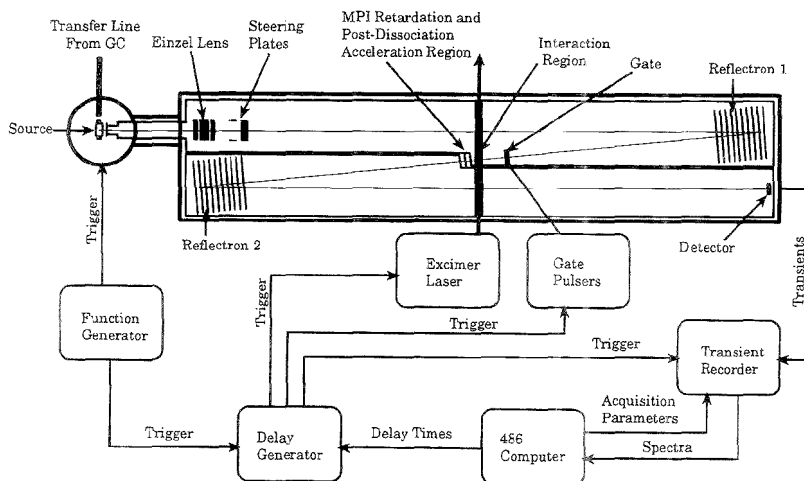 Transfer Line
From GC
Einzel Lens
Steering
Plates
MPI Retardation and
Post-Dissociation
Acceleration Region
Interaction
Region
Gate
Reflectron 1
Source
Reflectron 2
Detector
Trigger
Function
Generator
Trigger
Excimer
Laser
Gate
Pulsers
Trigger
Trigger
Transients
Transient
Recorder
Trigger
Delay
Generator
Delay Times
486
Computer
Acquisition
Parameters
Spectra